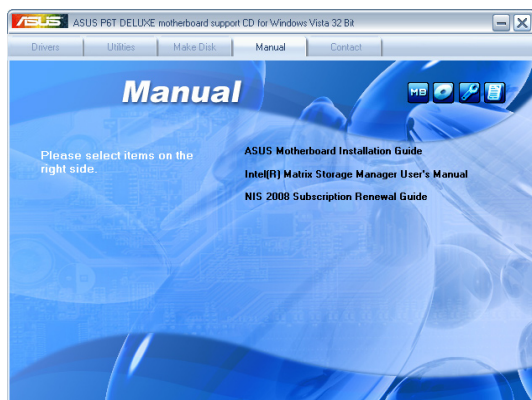 ASUS ASUS P6T DELUXE motherboard support CD for Windows Vista 32 Bit
Drivers Utilities Make Disk Manual Contact
Manual
MB
Please select items on the
right side.
ASUS Motherboard Installation Guide
Intel(R) Matrix Storage Manager User's Manual
NIS 2008 Subscription Renewal Guide